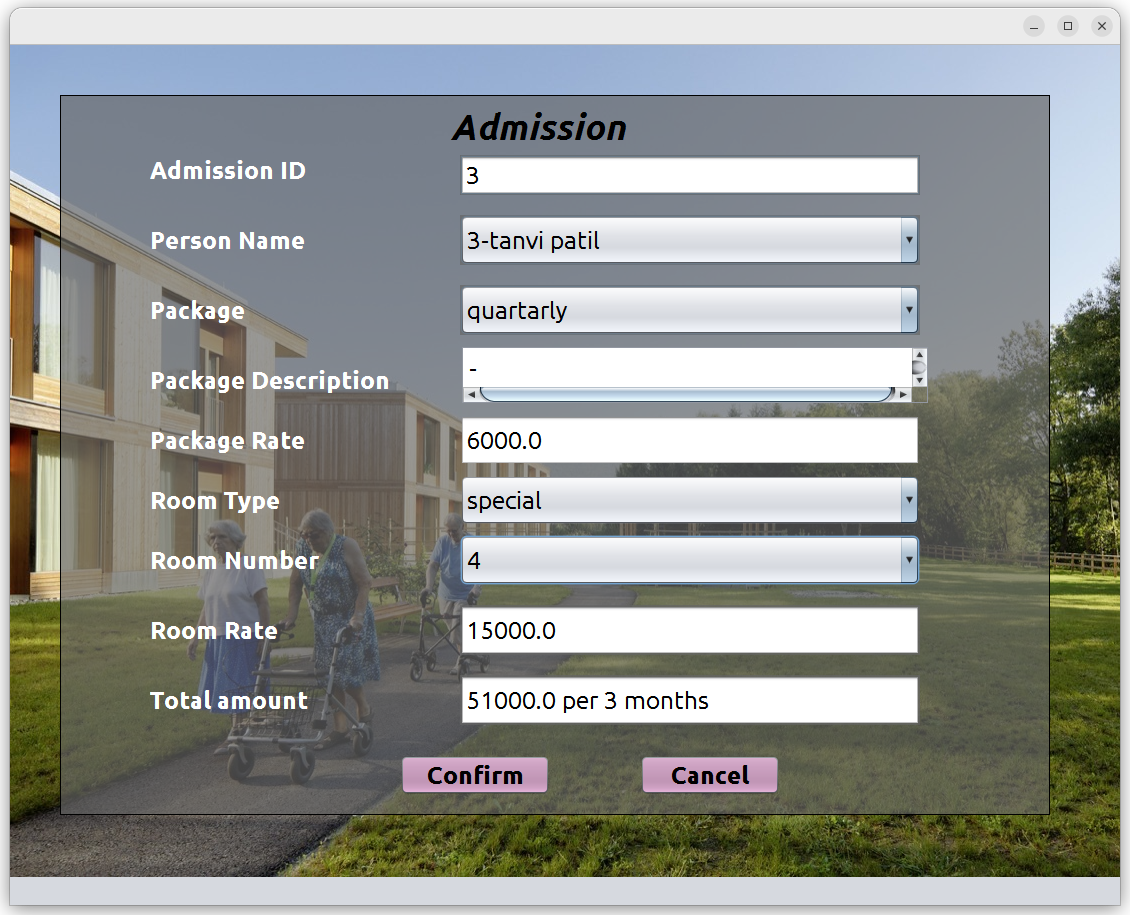 Admission
Admission ID 3
Person Name 3-tanvi patil
Package quartarly
Package Description -
Package Rate 6000.0
Room Type special
Room Number 4
Room Rate 15000.0
Total amount 51000.0 per 3 months
Confirm Cancel